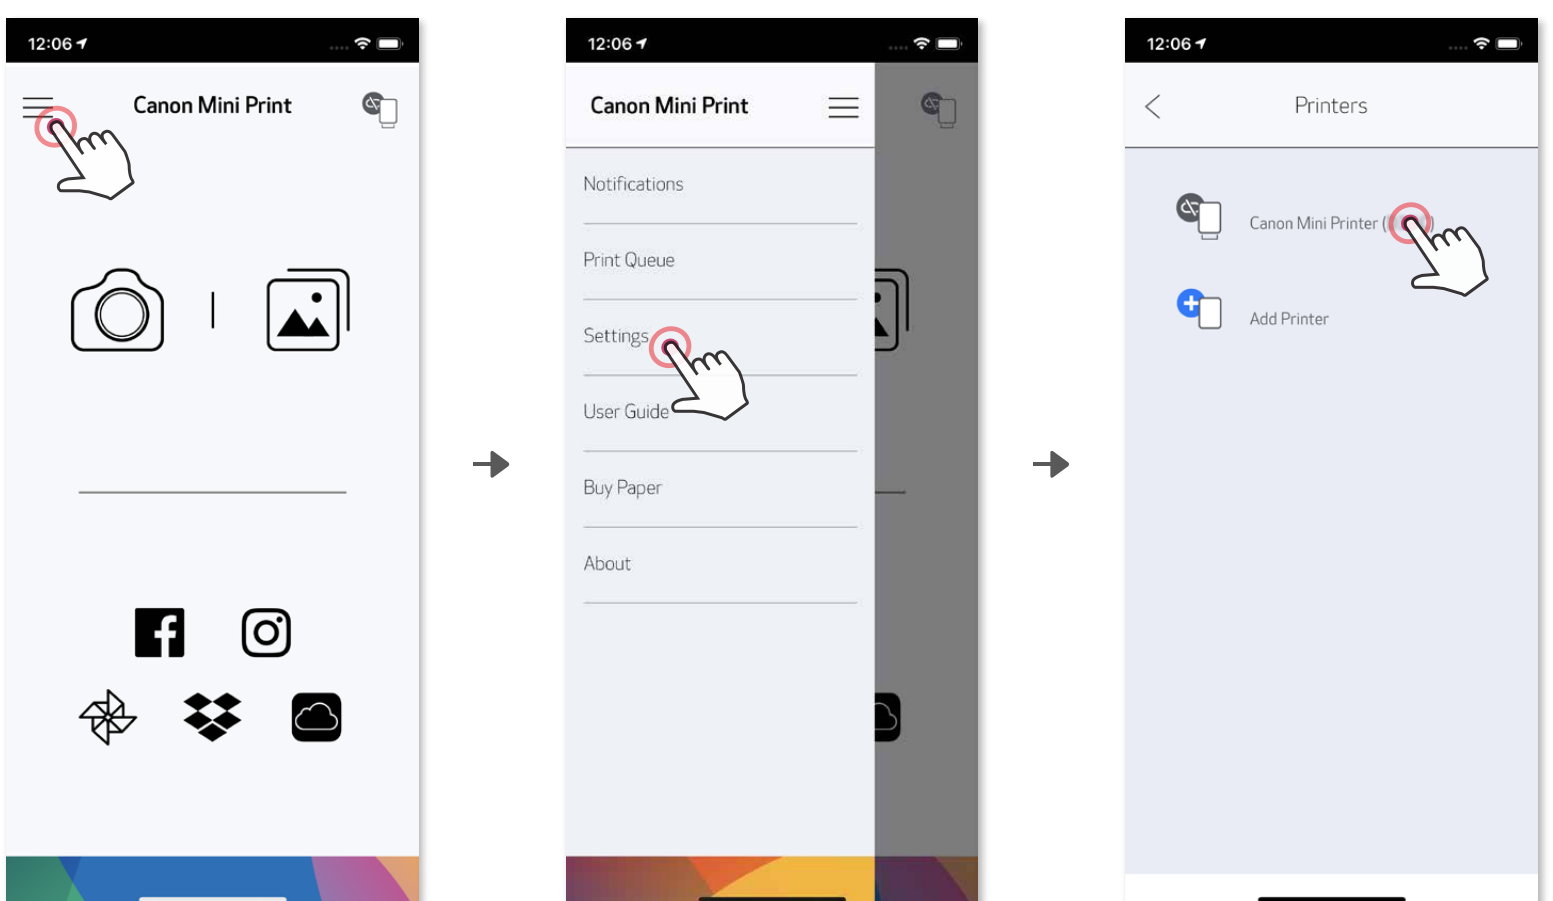 12:06
Canon Mini Print
12:06
Canon Mini Print
Notifications
Print Queue
Settings
User Guide
Buy Paper
About
12:06
Printers
Canon Mini Printer (
)
Add Printer